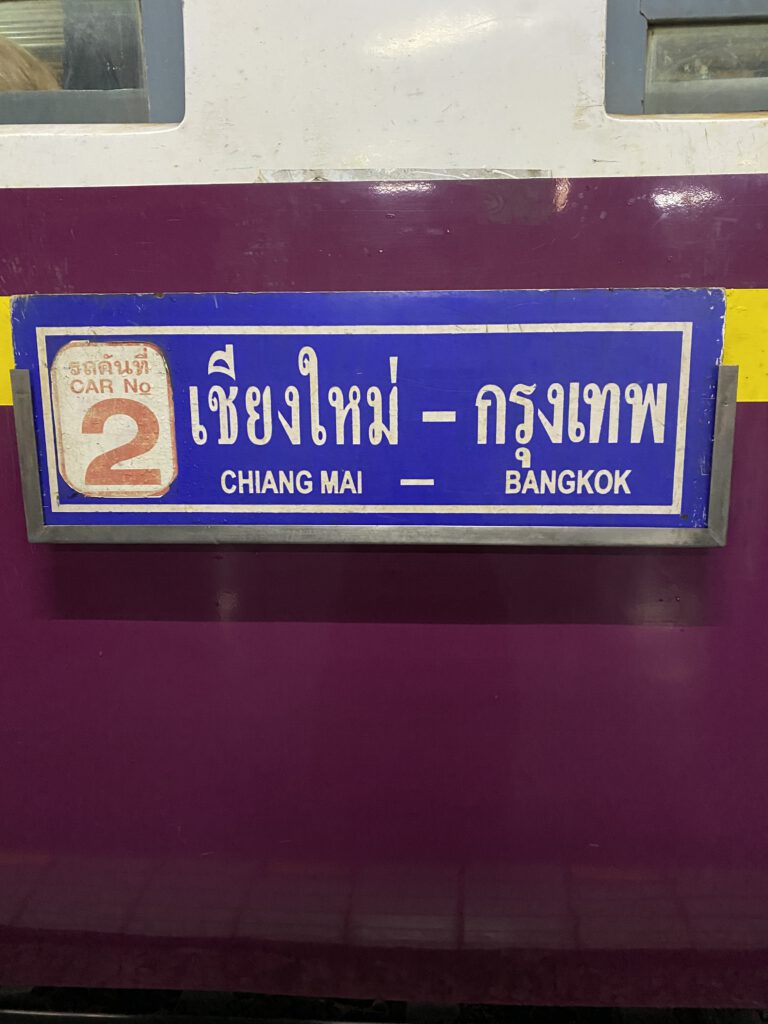 รถคันที่
CAR No
2
เชียงใหม่ – กรุงเทพ
CHIANG MAI — BANGKOK